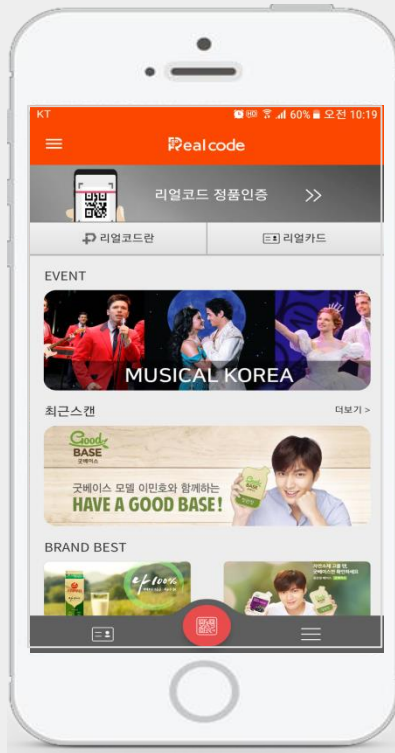 KT 60% 오전 10:19
Realcode
리얼코드 정품인증 >>
리얼코드란 리얼카드
EVENT
MUSICAL KOREA
최근스캔 더보기 >
Good
BASE
굿베이스
굿베이스 모델 이민호와 함께하는
HAVE A GOOD BASE!
GOOD
BASE
BRAND BEST
100%